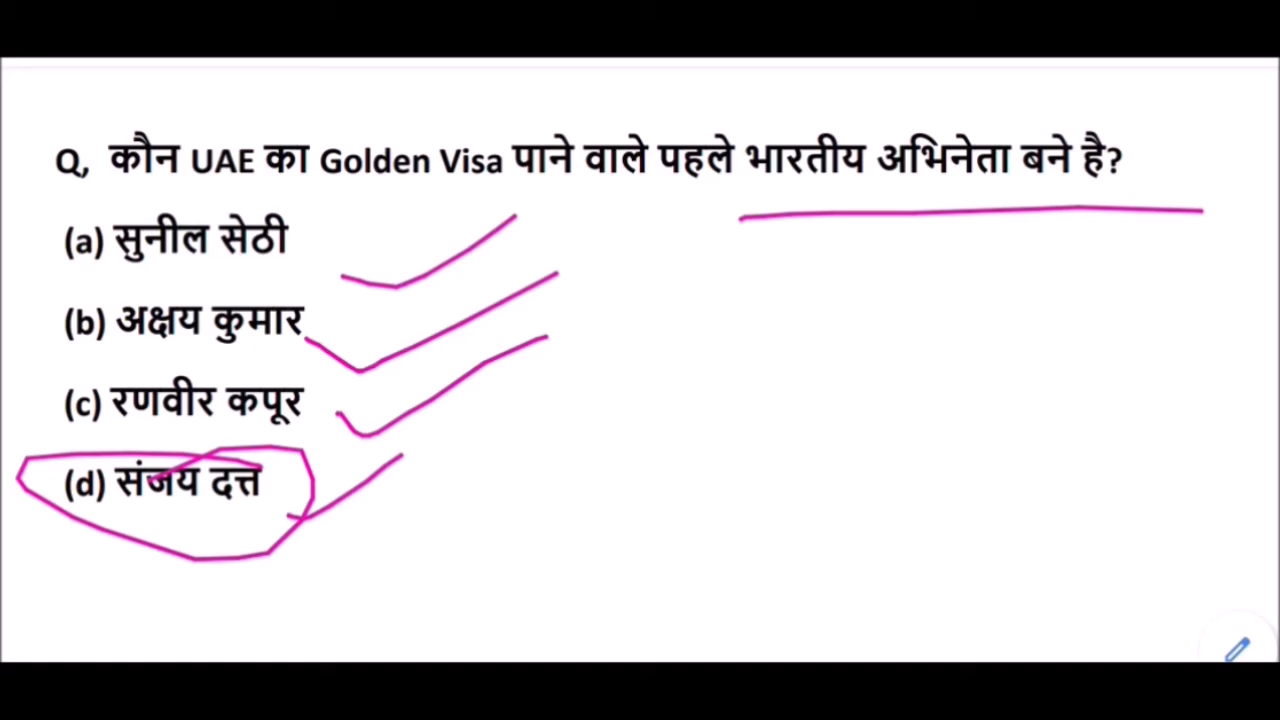 Q, कौन UAE का Golden Visa पाने वाले पहले भारतीय अभिनेता बने है?
(a) सुनील सेठी
(b) अक्षय कुमार
(c) रणवीर कपूर
(d) संजय दत्त